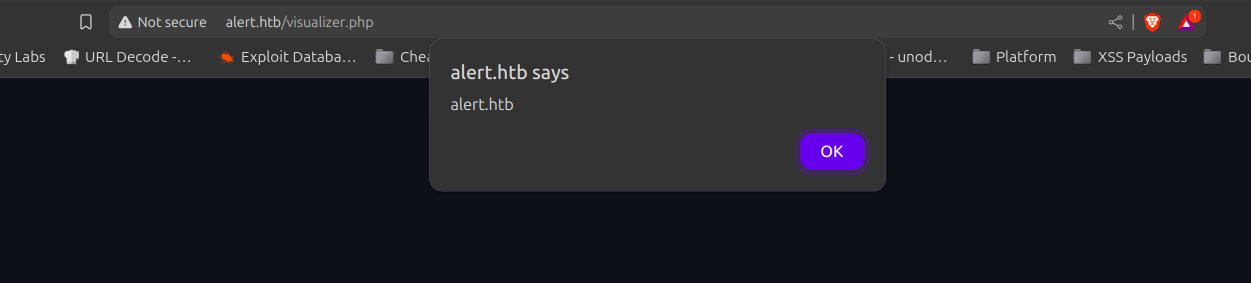 Not secure alert.htb/visualizer.php 1
ty Labs URL Decode -… Exploit Databa… Chea - unod… Platform XSS Payloads Bou
alert.htb says
alert.htb
OK